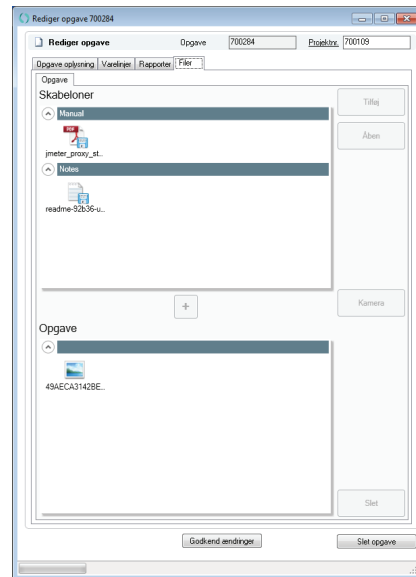 Rediger opgave 700284
Rediger opgave Opgave 700284 Projektnr. 700109
Opgave oplysning Varelinjer Rapporter Filer
Opgave
Skabeloner
Tilføj
Manual
Åben
jmeter_proxy_st..
Notes
readme-92b36-u...
+
Kamera
Opgave
49AECA3142BE...
Slet
Godkend ændringer Slet opgave